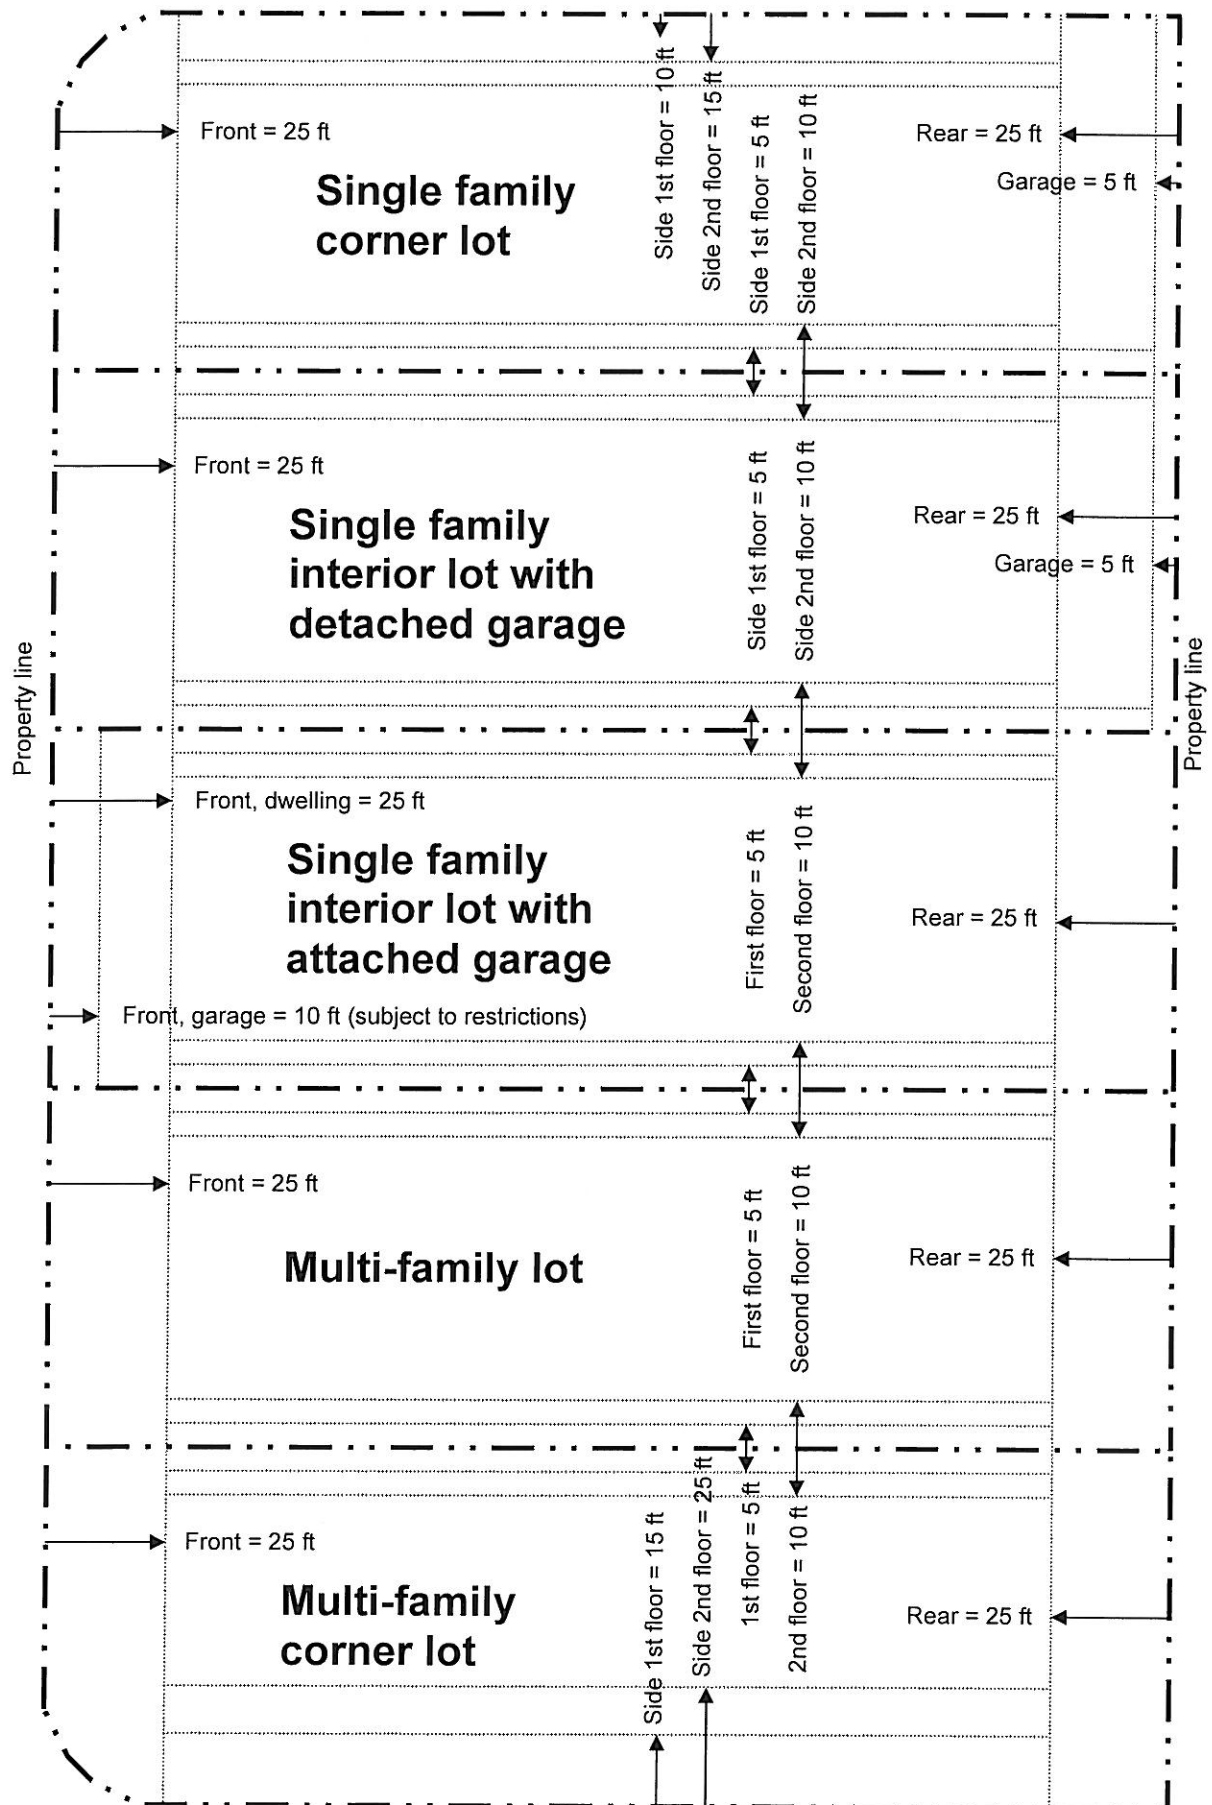 Side 1st floor = 10 ft
Side 2nd floor = 15 ft
Side 1st floor = 5 ft
Side 2nd floor = 10 ft
Front = 25 ft
Rear = 25 ft
Garage = 5 ft
Single family
corner lot
Front = 25 ft
Side 1st floor = 5 ft
Side 2nd floor = 10 ft
Rear = 25 ft
Garage = 5 ft
Single family
interior lot with
detached garage
Property line
Property line
Front, dwelling = 25 ft
First floor = 5 ft
Second floor = 10 ft
Single family
interior lot with
attached garage
Rear = 25 ft
Front, garage = 10 ft (subject to restrictions)
Front = 25 ft
First floor = 5 ft
Second floor = 10 ft
Multi-family lot
Rear = 25 ft
Front = 25 ft
Side 1st floor = 15 ft
Side 2nd floor = 25 ft
1st floor = 5 ft
2nd floor = 10 ft
Multi-family
corner lot
Rear = 25 ft